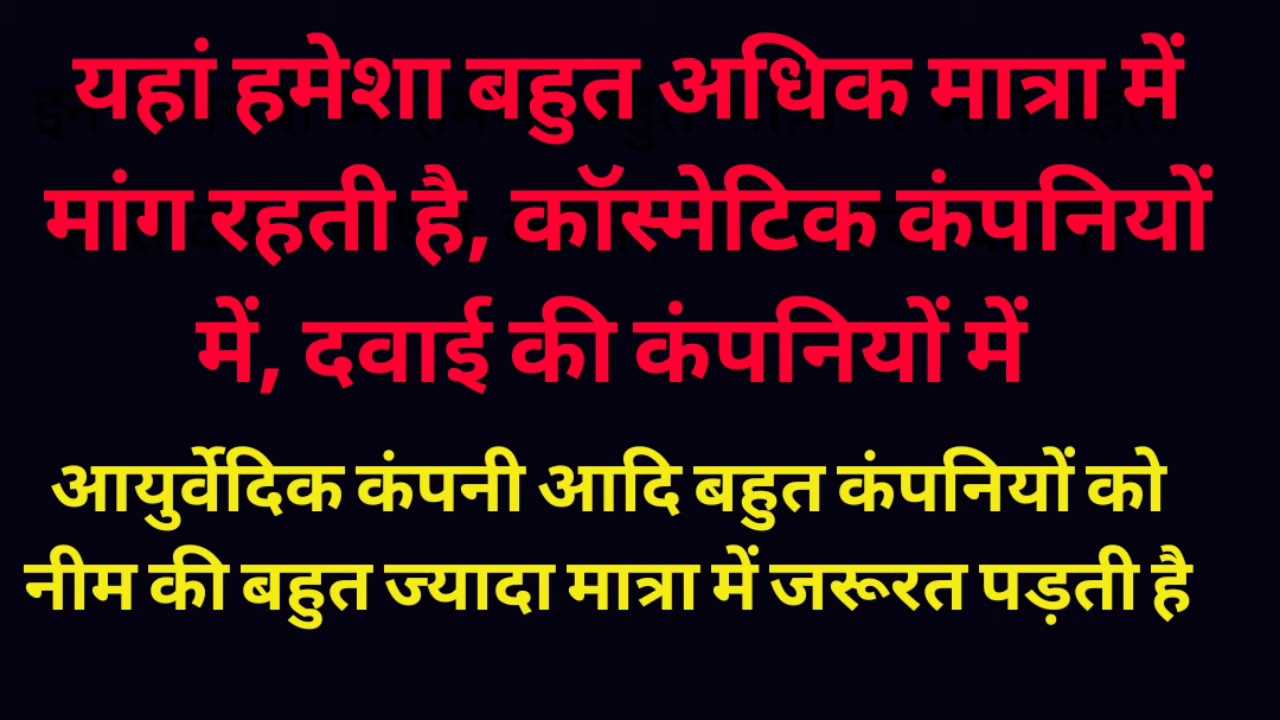 यहां हमेशा बहुत अधिक मात्रा में
मांग रहती है, कॉस्मेटिक कंपनियों
में, दवाई की कंपनियों में
आयुर्वेदिक कंपनी आदि बहुत कंपनियों को
नीम की बहुत ज्यादा मात्रा में जरूरत पड़ती है